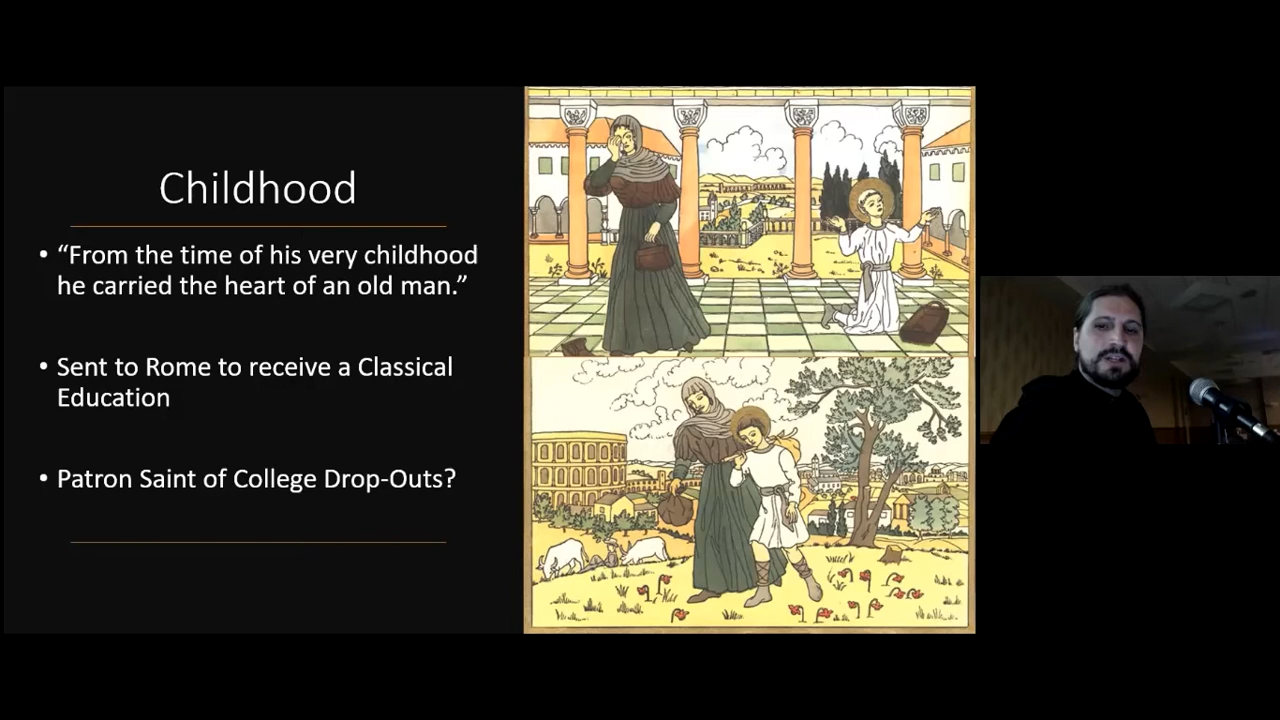 Childhood
• “From the time of his very childhood
he carried the heart of an old man.”
• Sent to Rome to receive a Classical
Education
• Patron Saint of College Drop-Outs?